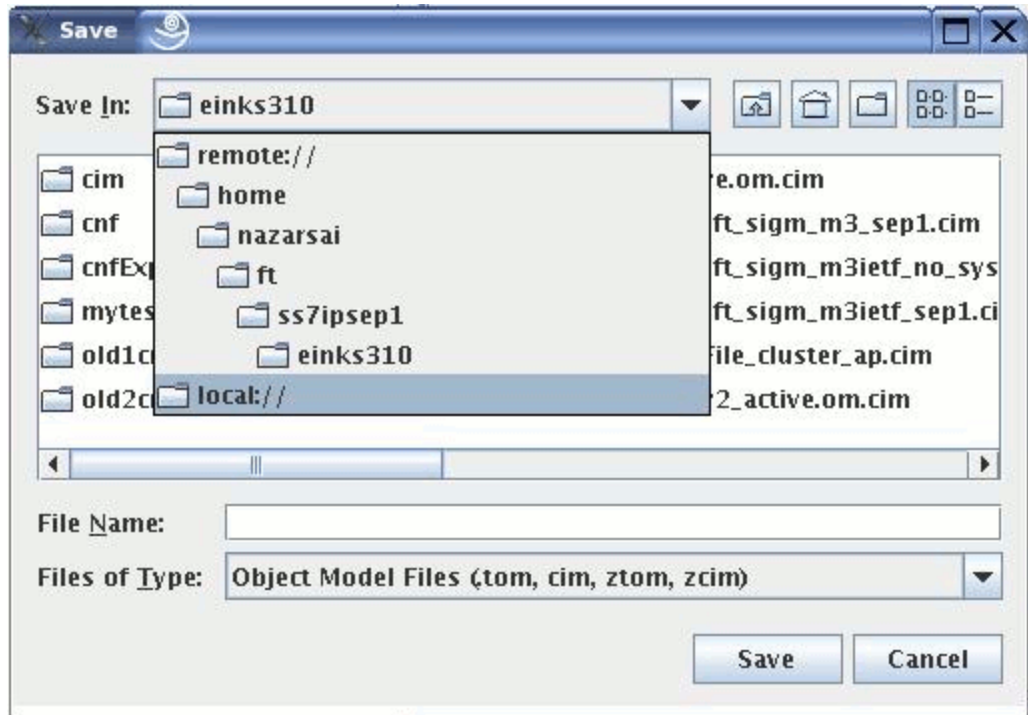 Save
Save In: einks310
remote://
home
nazarsai
ft
ss7ipsep1
einks310
local://
cim
cnf
cnfExp
mytes
old1c
old2c
e.om.cim
ft_sigm_m3_sep1.cim
ft_sigm_m3ietf_no_sys
ft_sigm_m3ietf_sep1.ci
ile_cluster_ap.cim
2_active.om.cim
File Name:
Files of Type: Object Model Files (.tom, cim, ztom, zcim)
Save Cancel